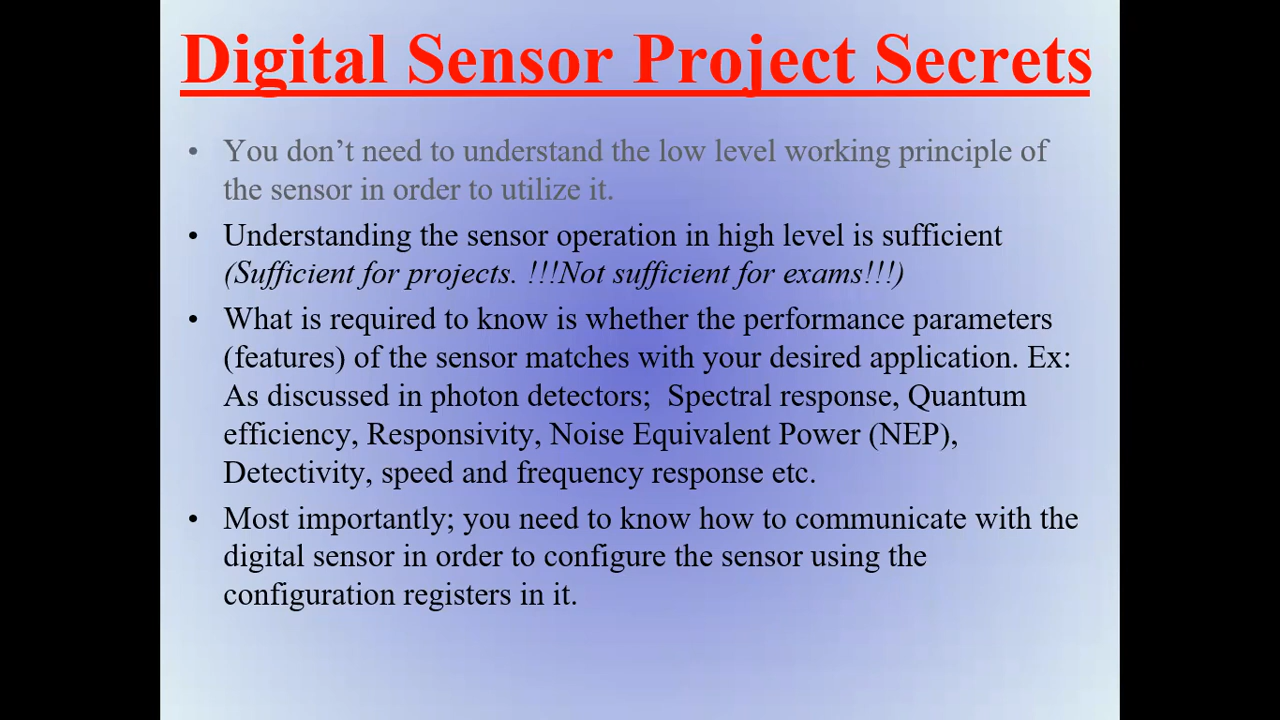 Digital Sensor Project Secrets
• You don’t need to understand the low level working principle of
the sensor in order to utilize it.
• Understanding the sensor operation in high level is sufficient
(Sufficient for projects. !!!Not sufficient for exams!!!)
• What is required to know is whether the performance parameters
(features) of the sensor matches with your desired application. Ex:
As discussed in photon detectors;  Spectral response, Quantum
efficiency, Responsivity, Noise Equivalent Power (NEP),
Detectivity, speed and frequency response etc.
• Most importantly; you need to know how to communicate with the
digital sensor in order to configure the sensor using the
configuration registers in it.